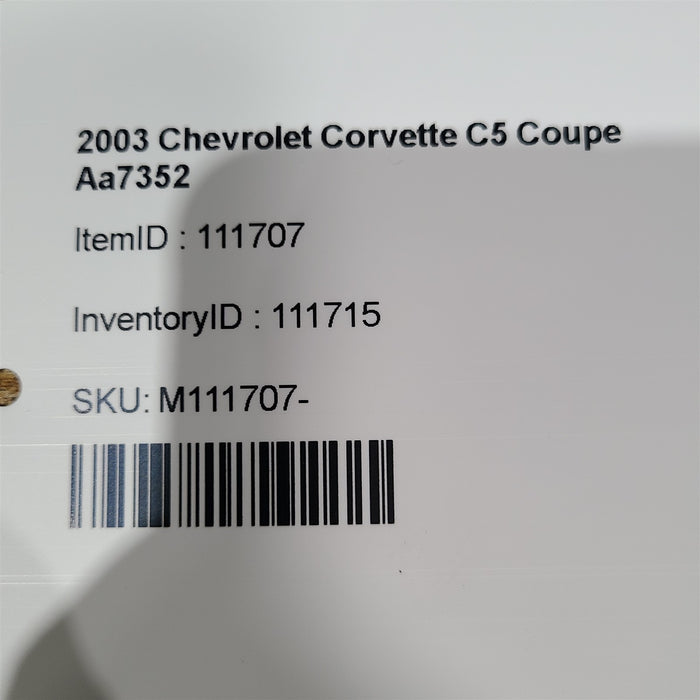 2003 Chevrolet Corvette C5 Coupe
Aa7352
ItemID : 111707
InventoryID : 111715
SKU: M111707-